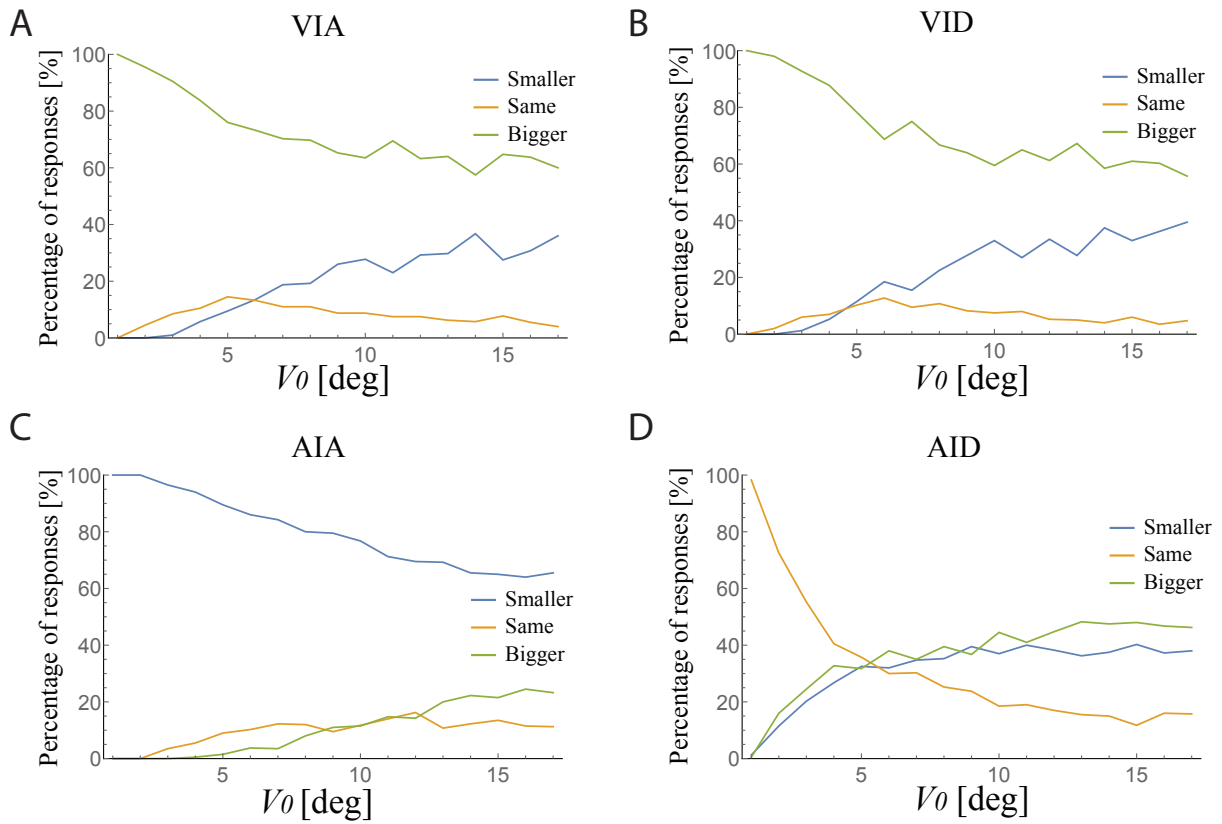 A
VIA
Percentage of responses [%]
100
80
60
40
20
0
5
10
15
V0 [deg]
Smaller
Same
Bigger
B
VID
Percentage of responses [%]
100
80
60
40
20
0
5
10
15
V0 [deg]
Smaller
Same
Bigger
C
AIA
Percentage of responses [%]
100
80
60
40
20
0
5
10
15
V0 [deg]
Smaller
Same
Bigger
D
AID
Percentage of responses [%]
100
80
60
40
20
0
5
10
15
V0 [deg]
Smaller
Same
Bigger